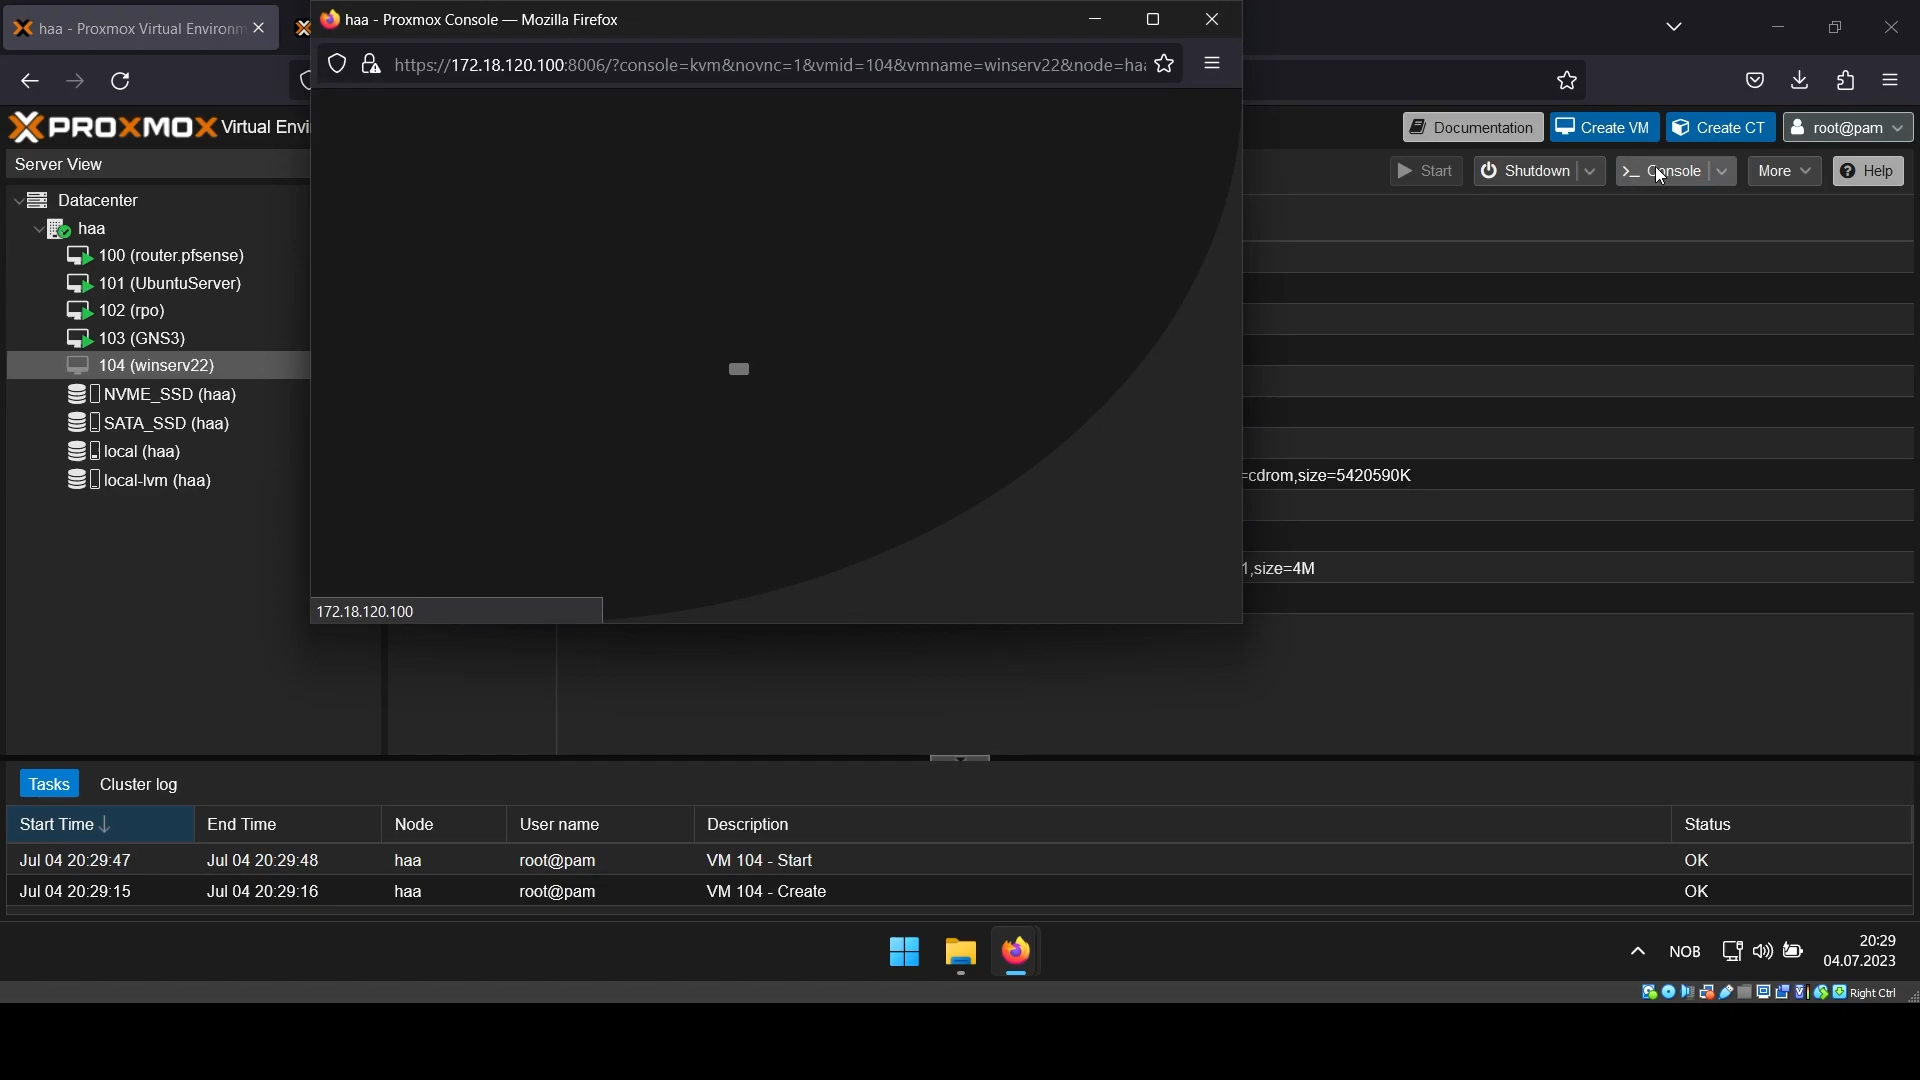 haa - Proxmox Virtual Environm
haa - Proxmox Console — Mozilla Firefox
https://172.18.120.100:8006/?console=kvm&novnc=1&vmid=104&vmname=winserv22&node=haa
PROXMOX Virtual Envi
Documentation
Create VM
Create CT
root@pam
Server View
Start
Shutdown
Console
More
Help
Datacenter
haa
100 (router.pfsense)
101 (UbuntuServer)
102 (rpo)
103 (GNS3)
104 (winserv22)
NVME_SSD (haa)
SATA_SSD (haa)
local (haa)
local-lvm (haa)
=cdrom,size=5420590K
1,size=4M
172.18.120.100
Tasks
Cluster log
Start Time
End Time
Node
User name
Description
Status
Jul 04 20:29:47
Jul 04 20:29:48
haa
root@pam
VM 104 - Start
OK
Jul 04 20:29:15
Jul 04 20:29:16
haa
root@pam
VM 104 - Create
OK
NOB
20:29
04.07.2023
Right Ctrl